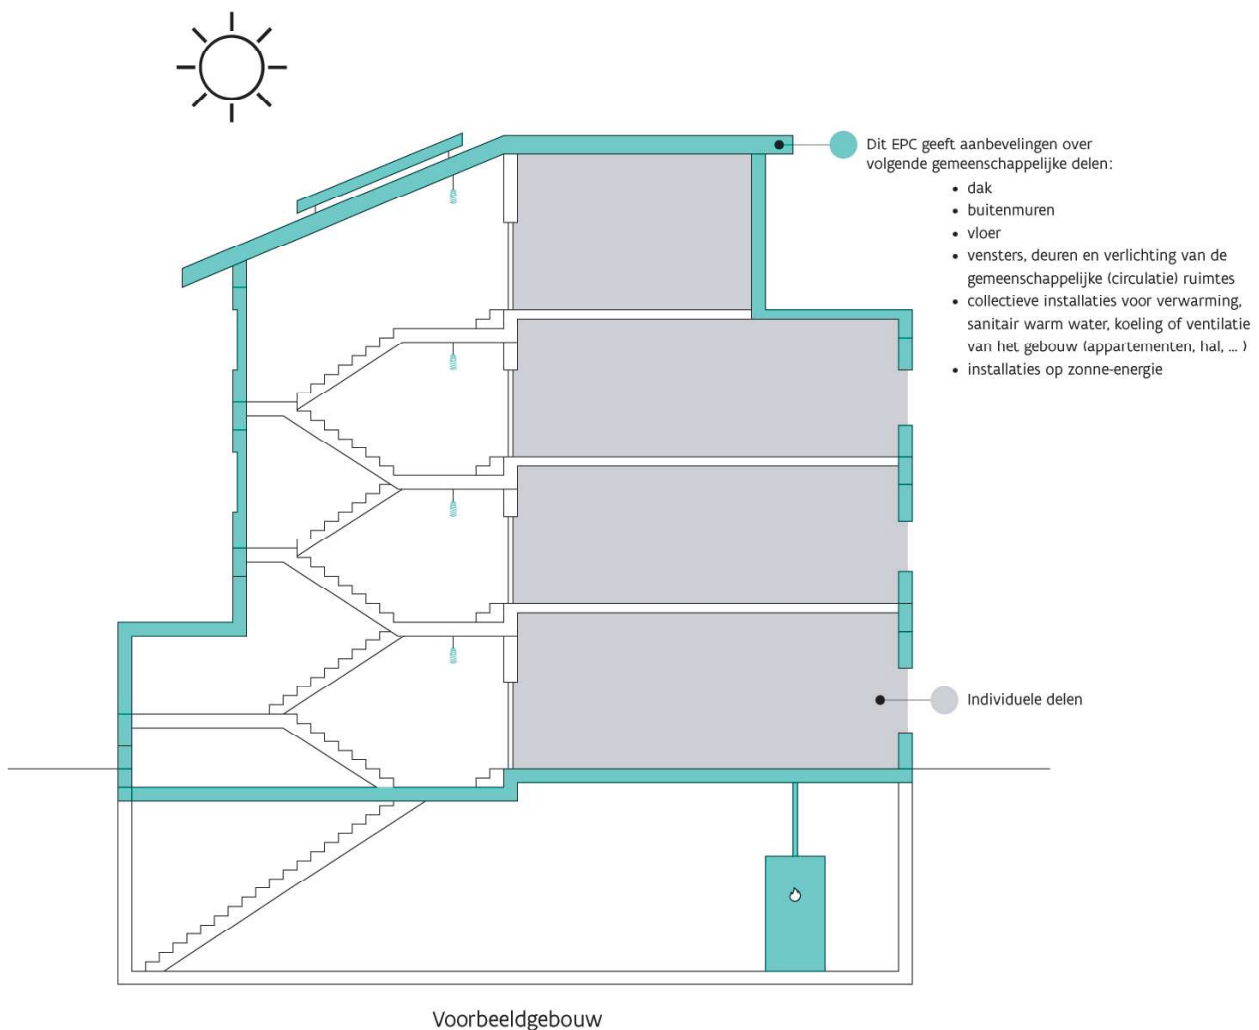 Dit EPC geeft aanbevelingen over
volgende gemeenschappelijke delen:
• dak
• buitenmuren
• vloer
• vensters, deuren en verlichting van de
gemeenschappelijke (circulatie) ruimtes
• collectieve installaties voor verwarming,
sanitair warm water, koeling of ventilatie
van het gebouw (appartementen, hal, ... )
• installaties op zonne-energie
Individuele delen
Voorbeeldgebouw